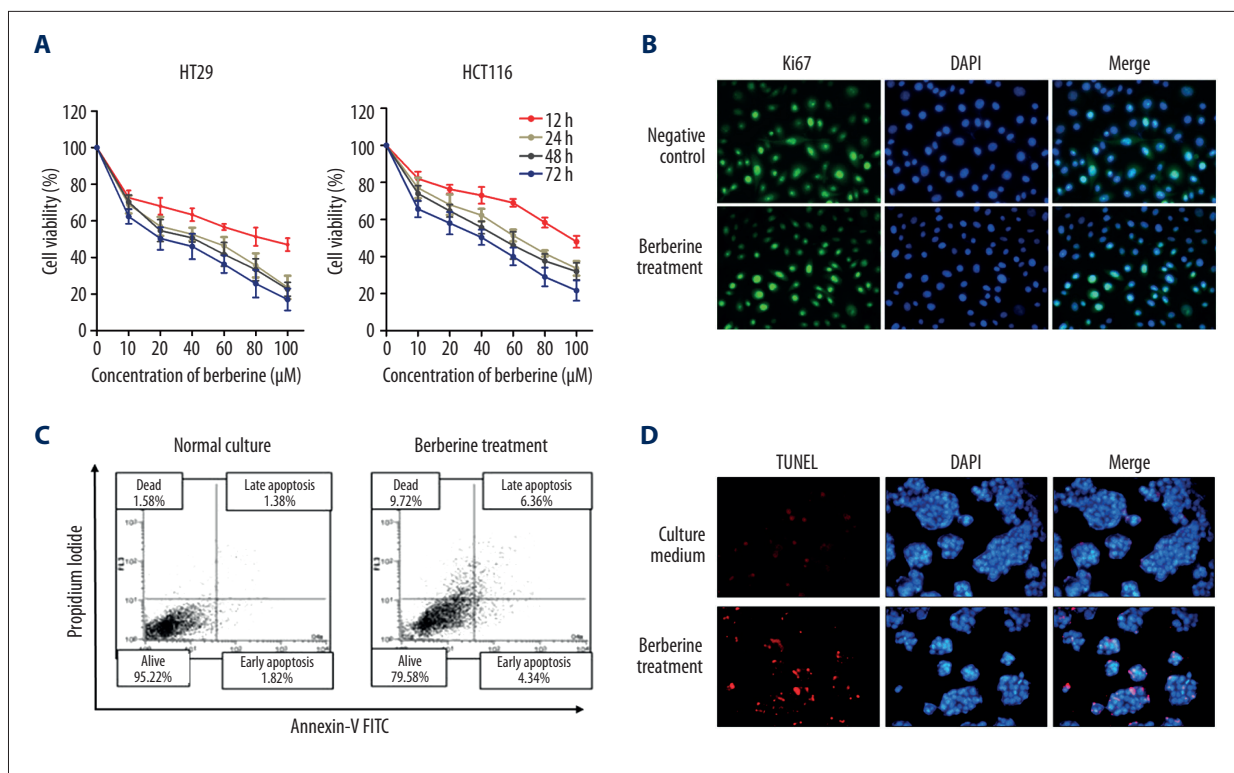 A
HT29
120
100
80
60
40
20
0
Cell viability (%)
0 10 20 40 60 80 100
Concentration of berberine (µM)
HCT116
120
100
80
60
40
20
0
Cell viability (%)
0 10 20 40 60 80 100
Concentration of berberine (µM)
12 h
24 h
48 h
72 h
B
Ki67 DAPI Merge
Negative
control
Berberine
treatment
C
Normal culture Berberine treatment
Propidium Iodide
Dead
1.58%
Late apoptosis
1.38%
FL3
Alive
95.22%
Early apoptosis
1.82%
Dead
9.72%
Late apoptosis
6.36%
FL3
Alive
79.58%
Early apoptosis
4.34%
Annexin-V FITC
D
TUNEL DAPI Merge
Culture
medium
Berberine
treatment